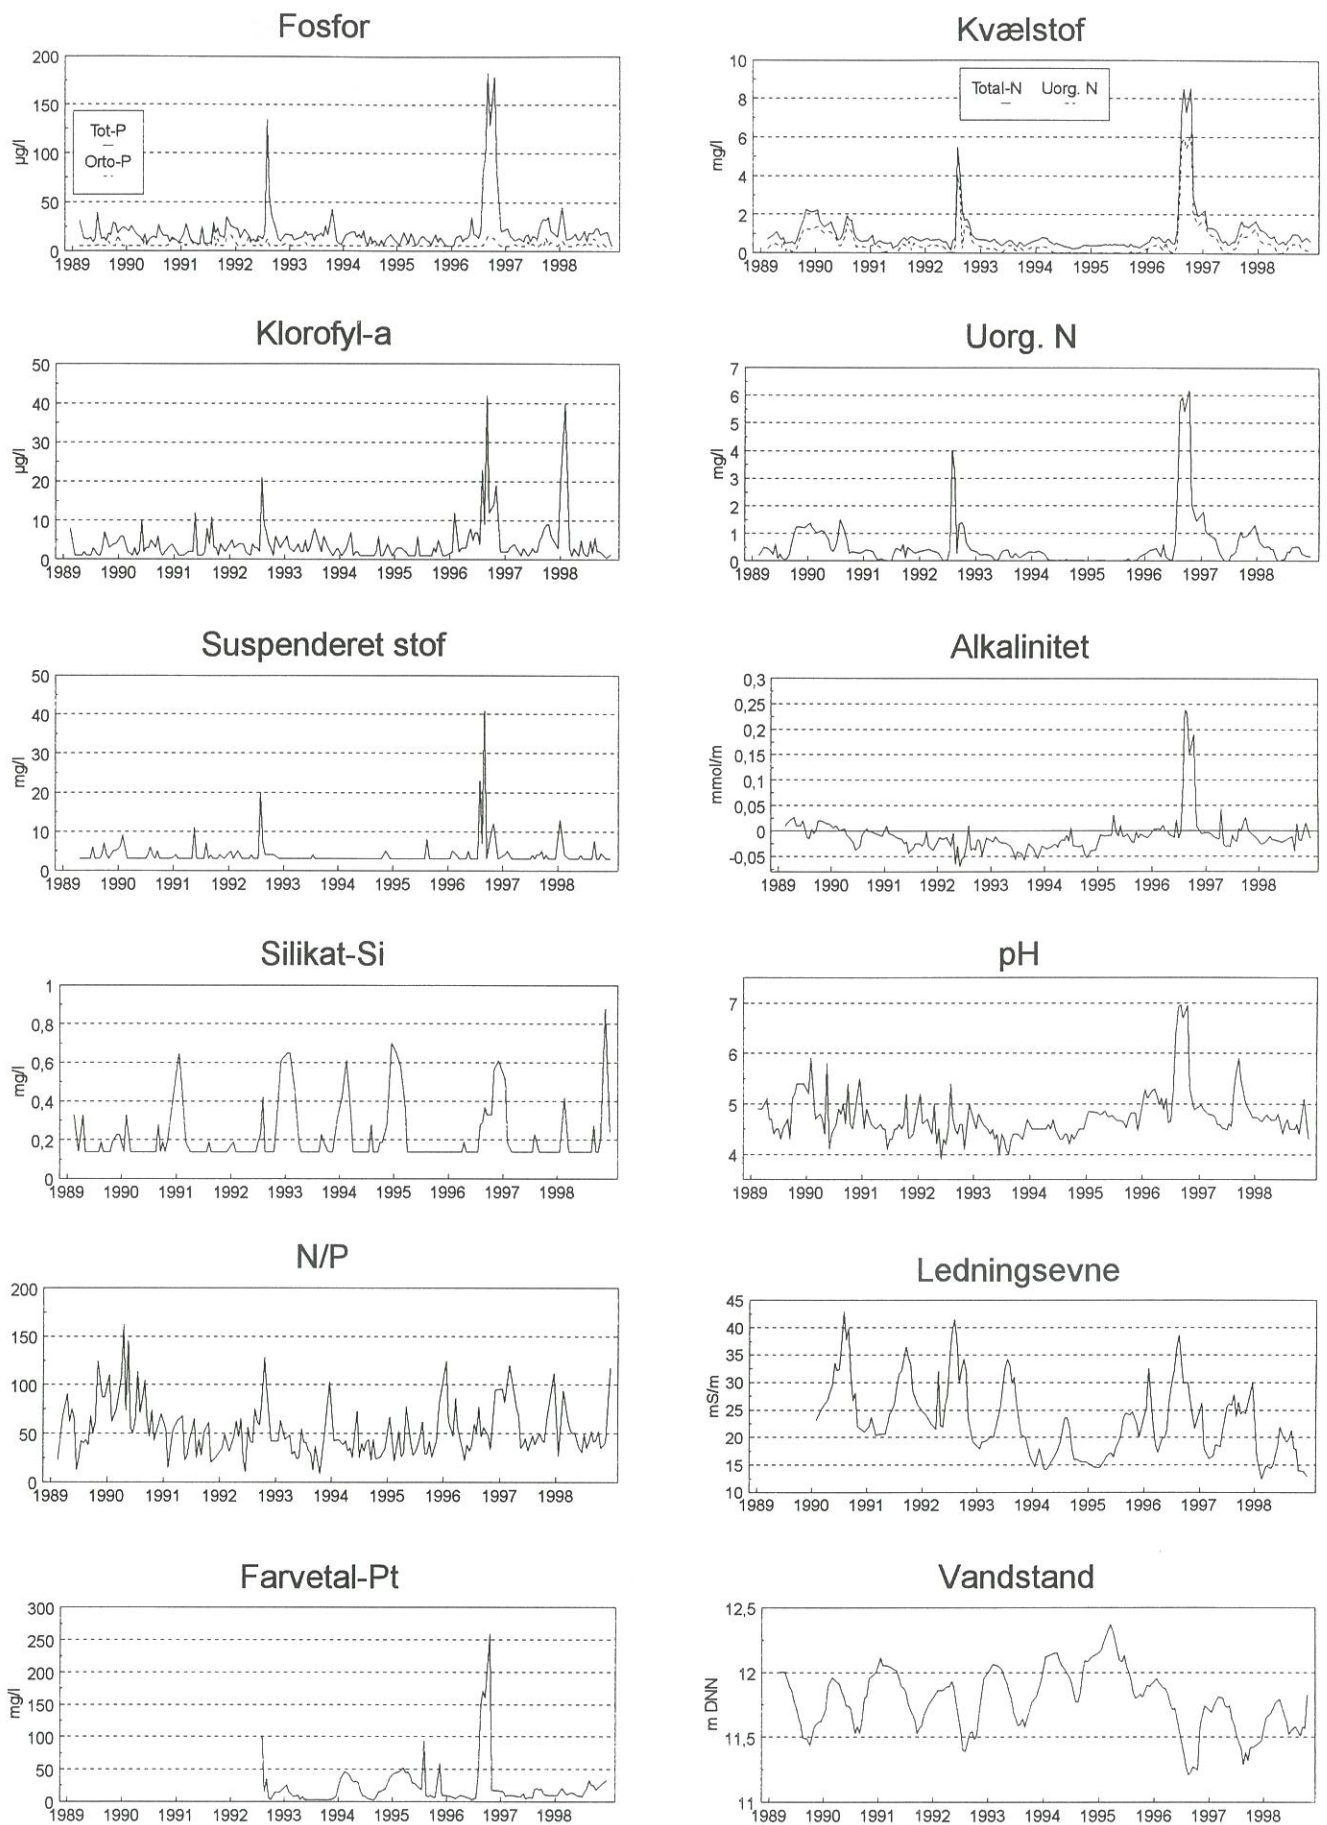 Fosfor
200
150
100
50
0
µg/l
Tot-P
Orto-P
1989 1990 1991 1992 1993 1994 1995 1996 1997 1998
Kvælstof
10
8
6
4
2
0
mg/l
Total-N Uorg. N
1989 1990 1991 1992 1993 1994 1995 1996 1997 1998
Klorofyl-a
50
40
30
20
10
0
µg/l
1989 1990 1991 1992 1993 1994 1995 1996 1997 1998
Uorg. N
7
6
5
4
3
2
1
0
mg/l
1989 1990 1991 1992 1993 1994 1995 1996 1997 1998
Suspenderet stof
50
40
30
20
10
0
mg/l
1989 1990 1991 1992 1993 1994 1995 1996 1997 1998
Alkalinitet
0,3
0,25
0,2
0,15
0,1
0,05
0
-0,05
mmol/m
1989 1990 1991 1992 1993 1994 1995 1996 1997 1998
Silikat-Si
1
0,8
0,6
0,4
0,2
0
mg/l
1989 1990 1991 1992 1993 1994 1995 1996 1997 1998
pH
7
6
5
4
1989 1990 1991 1992 1993 1994 1995 1996 1997 1998
N/P
200
150
100
50
0
1989 1990 1991 1992 1993 1994 1995 1996 1997 1998
Ledningsevne
45
40
35
30
25
20
15
10
mS/m
1989 1990 1991 1992 1993 1994 1995 1996 1997 1998
Farvetal-Pt
300
250
200
150
100
50
0
mg/l
1989 1990 1991 1992 1993 1994 1995 1996 1997 1998
Vandstand
12,5
12
11,5
11
m DNN
1989 1990 1991 1992 1993 1994 1995 1996 1997 1998